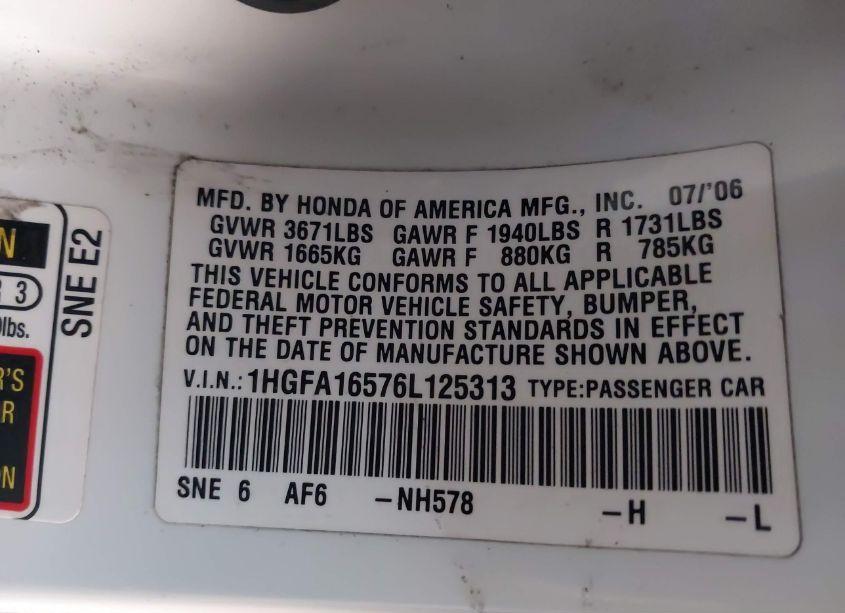 MFD. BY HONDA OF AMERICA MFG., INC. 07/'06
GVWR 3671LBS GAWR F 1940LBS R 1731LBS
GVWR 1665KG GAWR F 880KG R 785KG
THIS VEHICLE CONFORMS TO ALL APPLICABLE
FEDERAL MOTOR VEHICLE SAFETY, BUMPER,
AND THEFT PREVENTION STANDARDS IN EFFECT
ON THE DATE OF MANUFACTURE SHOWN ABOVE.
V.I.N.: 1HGFA16576L125313 TYPE:PASSENGER CAR
SNE 6 AF6 -NH578 -H -L
SNE E2
3
lbs.